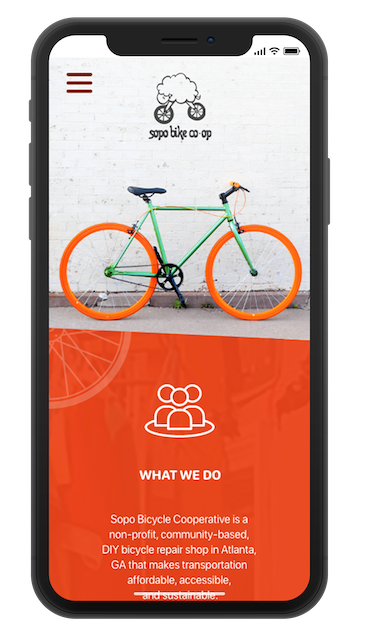 sopo bike co-op
WHAT WE DO
Sopo Bicycle Cooperative is a
non-profit, community-based,
DIY bicycle repair shop in Atlanta,
GA that makes transportation
affordable, accessible,
and sustainable.